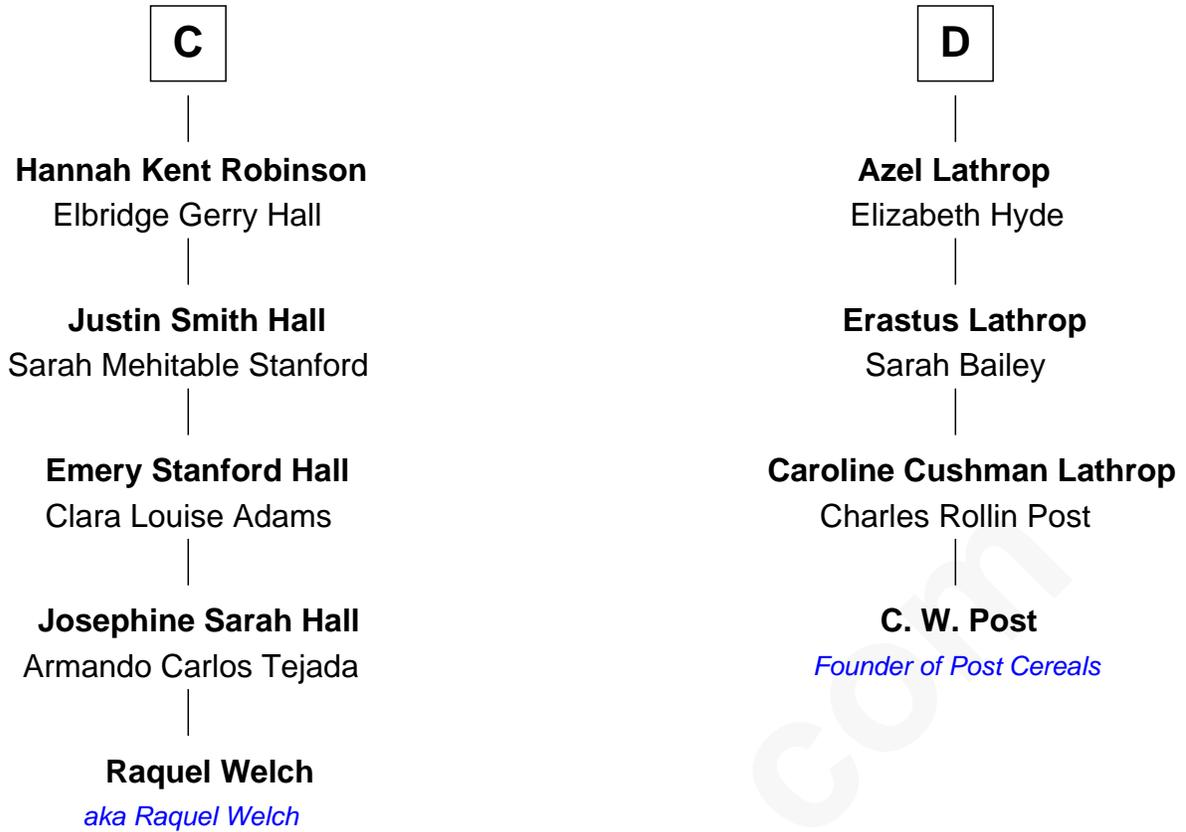 C
Hannah Kent Robinson
Elbridge Gerry Hall
Justin Smith Hall
Sarah Mehitable Stanford
Emery Stanford Hall
Clara Louise Adams
Josephine Sarah Hall
Armando Carlos Tejada
Raquel Welch
aka Raquel Welch
D
Azel Lathrop
Elizabeth Hyde
Erastus Lathrop
Sarah Bailey
Caroline Cushman Lathrop
Charles Rollin Post
C. W. Post
Founder of Post Cereals
com